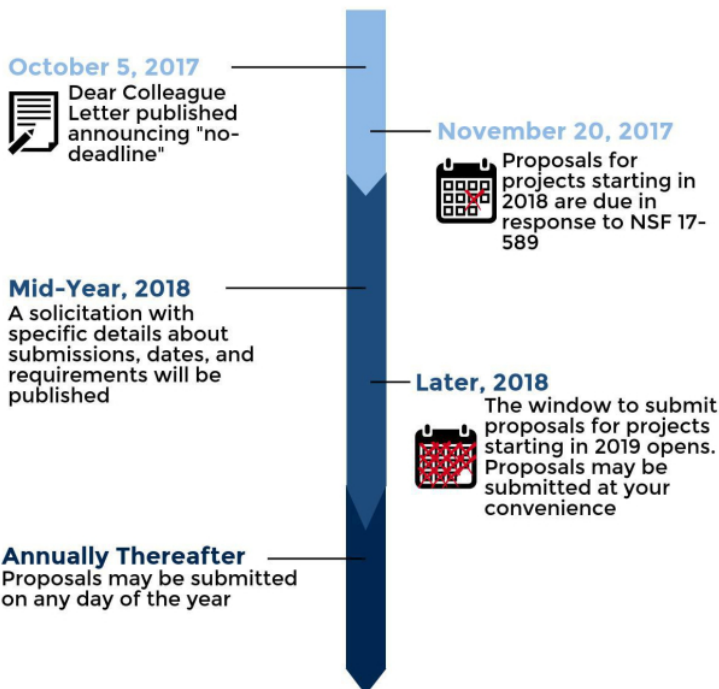 October 5, 2017
Dear Colleague
Letter published
announcing "no-
deadline"
November 20, 2017
Proposals for
projects starting in
2018 are due in
response to NSF 17-
589
Mid-Year, 2018
A solicitation with
specific details about
submissions, dates, and
requirements will be
published
Later, 2018
The window to submit
proposals for projects
starting in 2019 opens.
Proposals may be
submitted at your
convenience
Annually Thereafter
Proposals may be submitted
on any day of the year